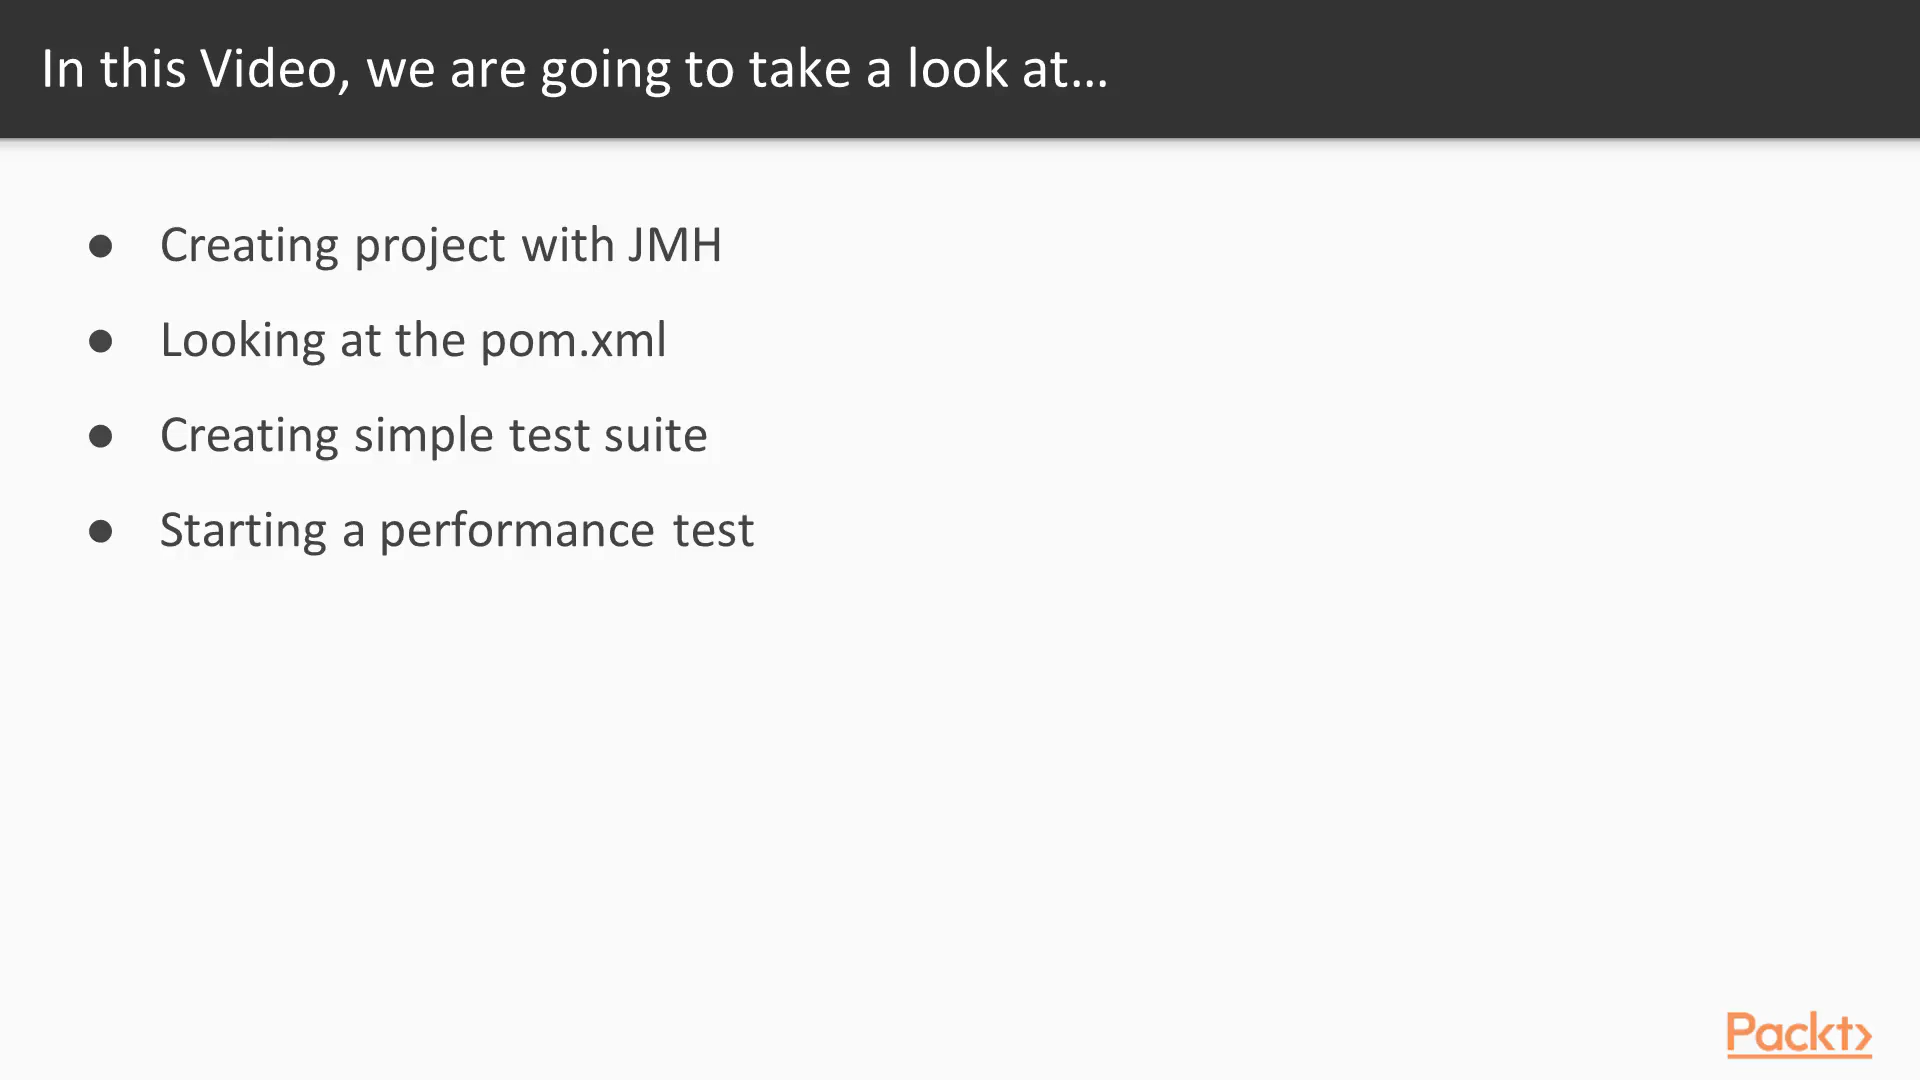 In this Video, we are going to take a look at...
● Creating project with JMH
● Looking at the pom.xml
● Creating simple test suite
● Starting a performance test
Packt>